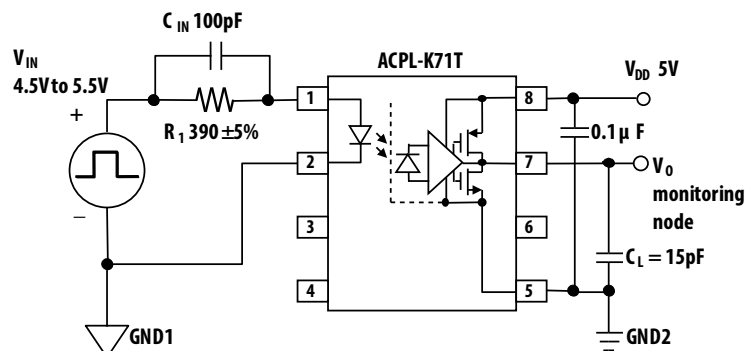 C IN 100pF
V IN
4.5V to 5.5V
+
R 1 390 ±5%
−
GND1
ACPL-K71T
1
2
3
4
8
7
6
5
V DD 5V
0.1µ F
V O
monitoring
node
C L = 15pF
GND2